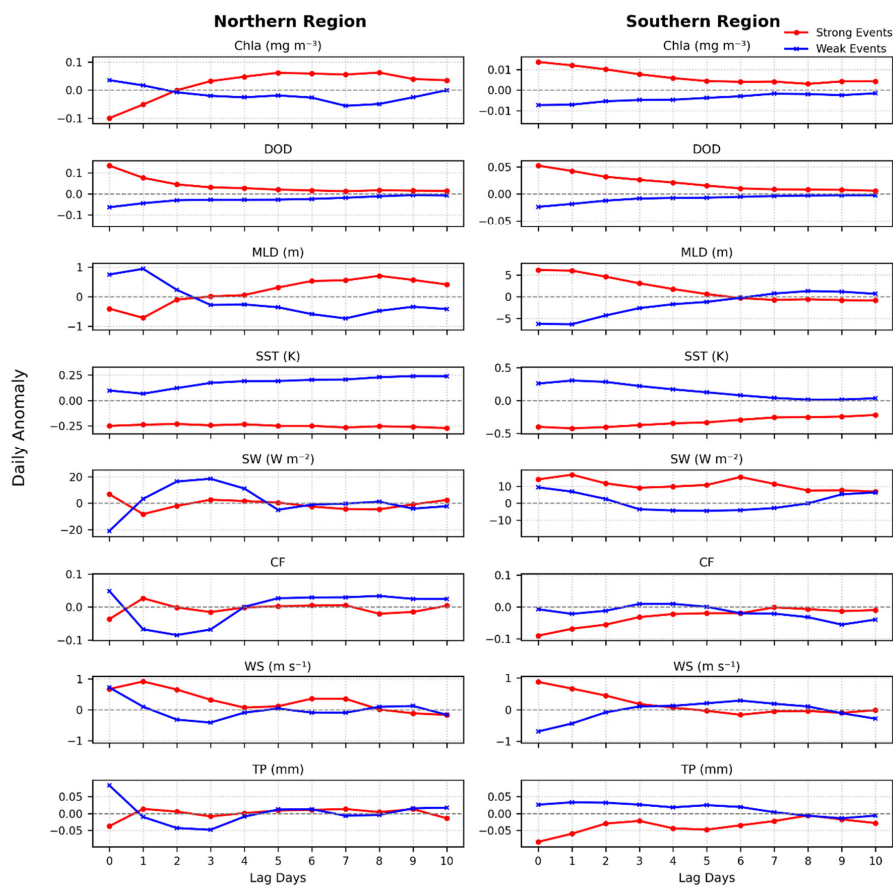 Northern Region
Southern Region
Strong Events
Weak Events
Daily Anomaly
Chla (mg m⁻³)
0.1
0.0
−0.1
DOD
0.1
0.0
−0.1
MLD (m)
1
0
−1
SST (K)
0.25
0.00
−0.25
SW (W m⁻²)
20
0
−20
CF
0.1
0.0
−0.1
WS (m s⁻¹)
1
0
−1
TP (mm)
0.05
0.00
−0.05
0 1 2 3 4 5 6 7 8 9 10
Lag Days
Chla (mg m⁻³)
0.01
0.00
−0.01
DOD
0.05
0.00
−0.05
MLD (m)
5
0
−5
SST (K)
0.5
0.0
−0.5
SW (W m⁻²)
10
0
−10
CF
0.1
0.0
−0.1
WS (m s⁻¹)
1
0
−1
TP (mm)
0.05
0.00
−0.05
0 1 2 3 4 5 6 7 8 9 10
Lag Days